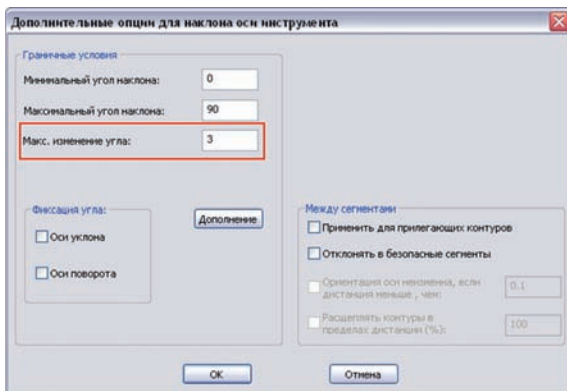 Дополнительные опции для наклона оси инструмента
Граничные условия
Минимальный угол наклона: 0
Максимальный угол наклона: 90
Макс. изменение угла: 3
Фиксация угла:
Оси уклона
Оси поворота
Дополнение
Между сегментами
Применить для прилегающих контуров
Отклонять в безопасные сегменты
Ориентация оси неизменна, если
дистанция меньше , чем: 0.1
Расщеплять контуры в
пределах дистанции (%): 100
ОК
Отмена